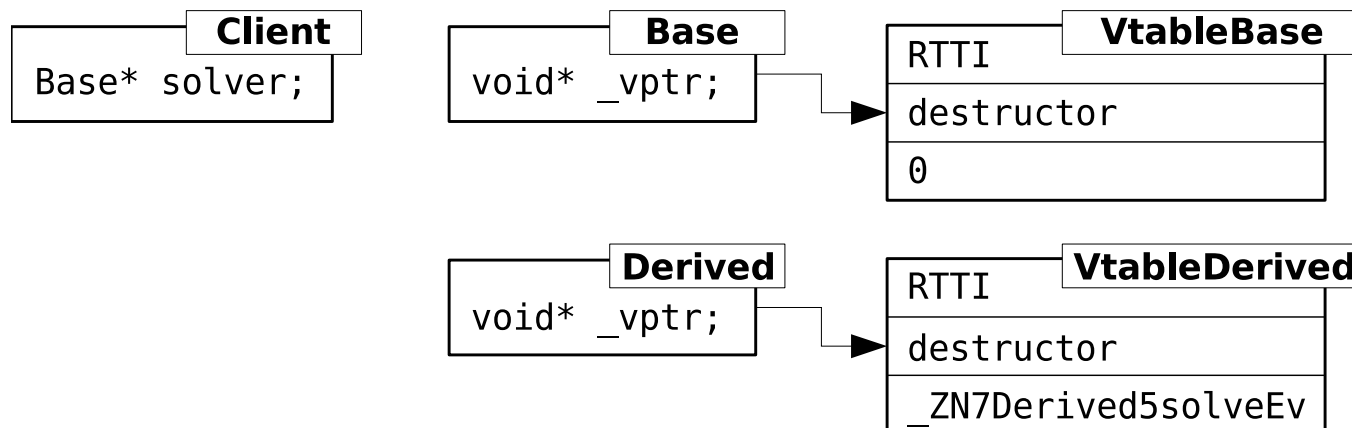 Client
Base* solver;
Base
void* _vptr;
VtableBase
RTTI
destructor
0
Derived
void* _vptr;
VtableDerived
RTTI
destructor
_ZN7Derived5solveEv